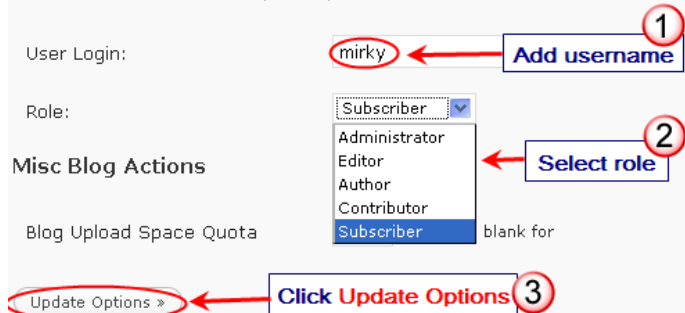 1
User Login:
mirky
Add username
Role:
Subscriber
2
Administrator
Editor
Select role
Misc Blog Actions
Author
Contributor
Blog Upload Space Quota
Subscriber
blank for
Update Options »
Click Update Options
3